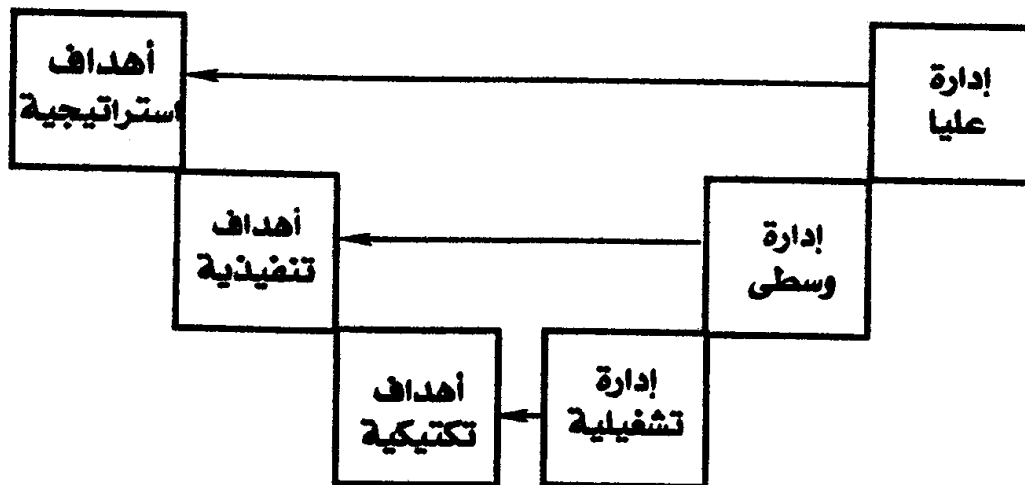 إدارة
عليا
أهداف
استراتيجية
إدارة
وسطى
أهداف
تنفيذية
إدارة
تشغيلية
أهداف
تكتيكية